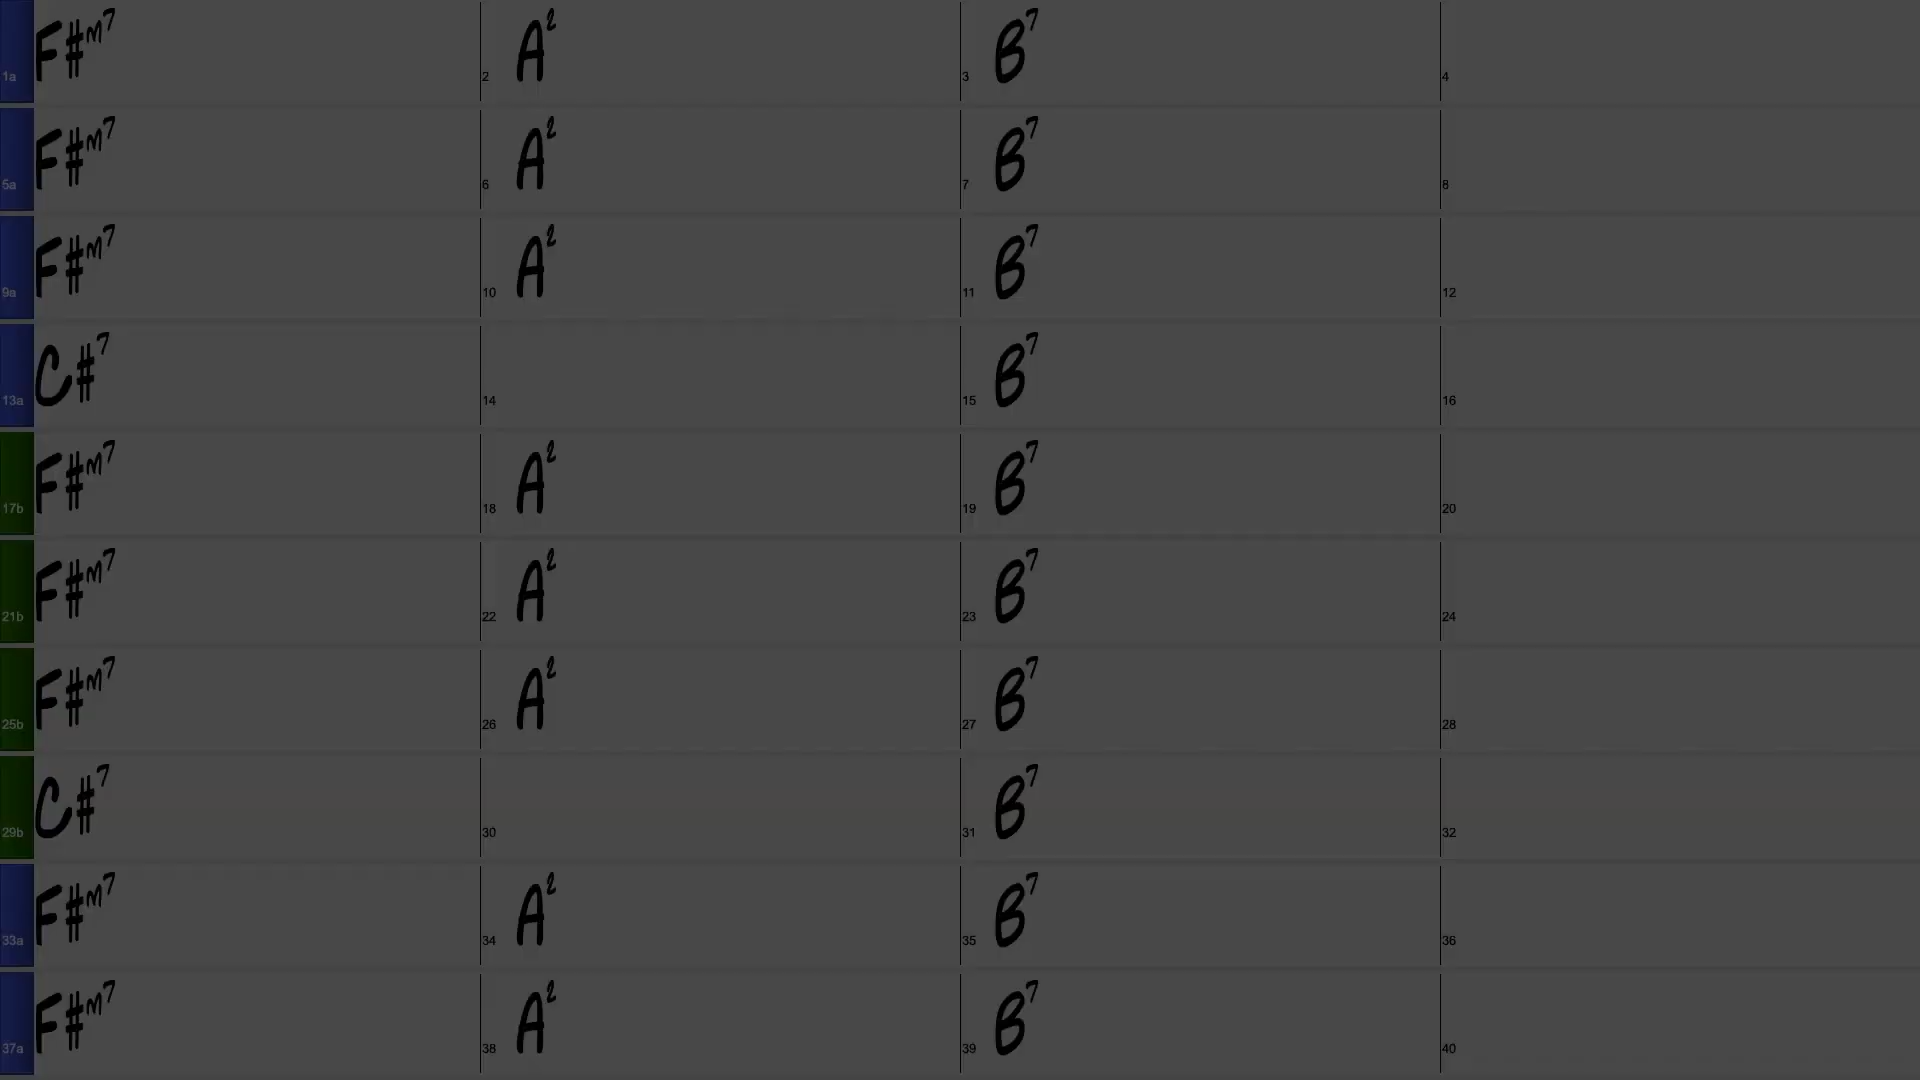 1a F#m7 2 A2 3 B7 4
5a F#m7 6 A2 7 B7 8
9a F#m7 10 A2 11 B7 12
13a C#7 14 15 B7 16
17b F#m7 18 A2 19 B7 20
21b F#m7 22 A2 23 B7 24
25b F#m7 26 A2 27 B7 28
29b C#7 30 31 B7 32
33a F#m7 34 A2 35 B7 36
37a F#m7 38 A2 39 B7 40